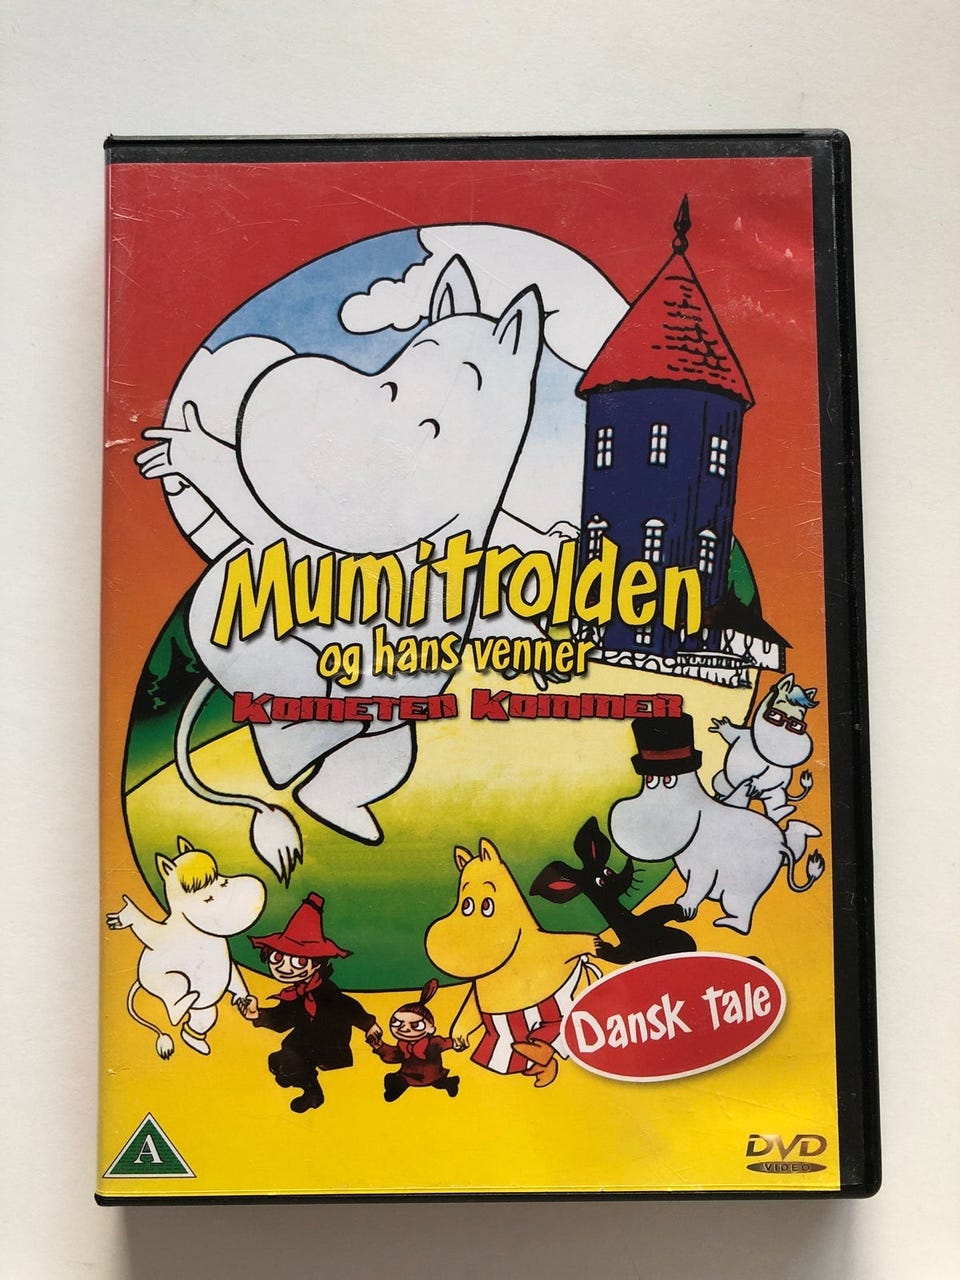 Mumitrolden
og hans venner
KOMETEN KOMMER
Dansk tale
A
DVD
VIDEO